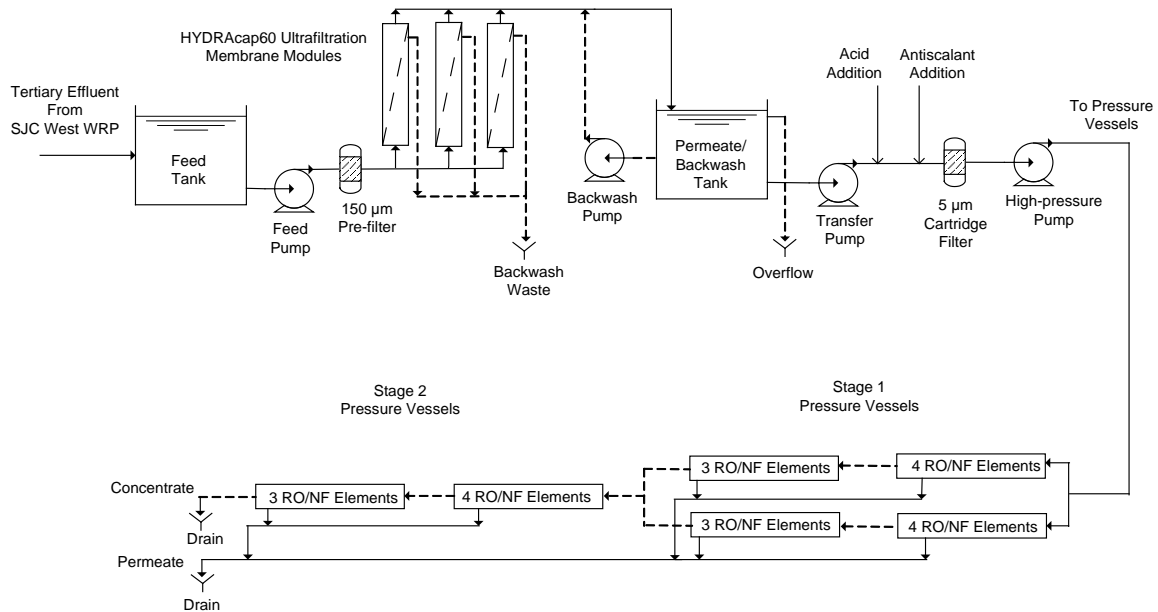 HYDRAcap60 Ultrafiltration
Membrane Modules
Tertiary Effluent
From
SJC West WRP
Feed
Tank
Feed
Pump
150 µm
Pre-filter
Backwash
Waste
Backwash
Pump
Permeate/
Backwash
Tank
Overflow
Transfer
Pump
Acid
Addition
Antiscalant
Addition
5 µm
Cartridge
Filter
High-pressure
Pump
To Pressure
Vessels
Stage 2
Pressure Vessels
Stage 1
Pressure Vessels
3 RO/NF Elements
4 RO/NF Elements
Concentrate
3 RO/NF Elements
4 RO/NF Elements
Drain
3 RO/NF Elements
4 RO/NF Elements
Permeate
Drain